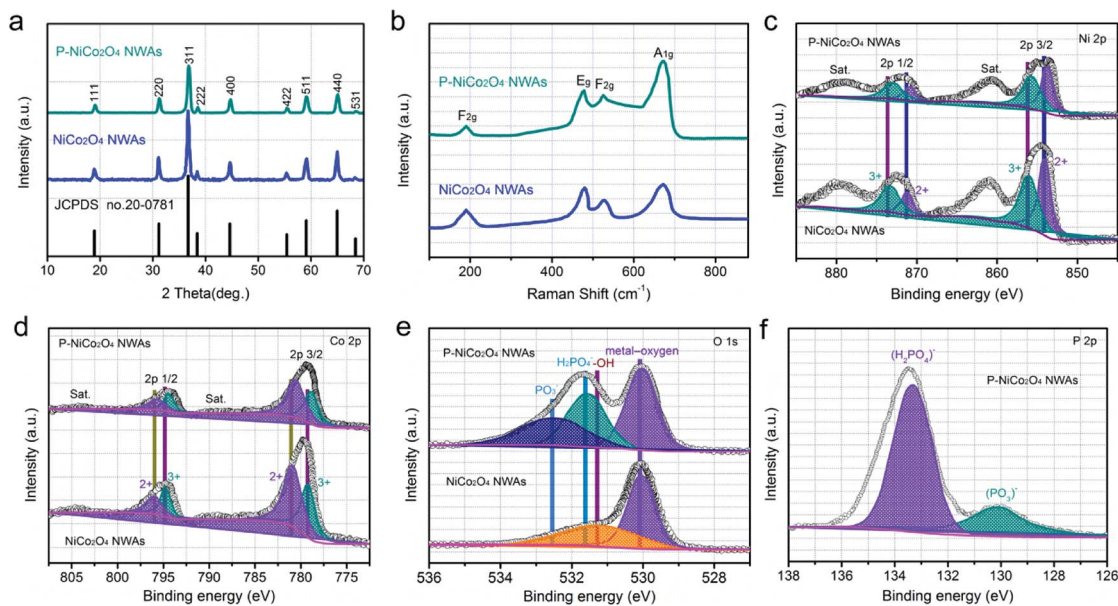 a
P-NiCo2O4 NWAs
111
220
311
222
400
422
511
440
531
NiCo2O4 NWAs
JCPDS no.20-0781
Intensity (a.u.)
10 20 30 40 50 60 70
2 Theta(deg.)
b
P-NiCo2O4 NWAs
F2g
Eg
F2g
A1g
NiCo2O4 NWAs
Intensity (a.u.)
200 400 600 800
Raman Shift (cm-1)
c
Ni 2p
P-NiCo2O4 NWAs
2p 3/2
2p 1/2
Sat.
Sat.
3+
2+
3+
2+
NiCo2O4 NWAs
Intensity (a.u.)
880 870 860 850
Binding energy (eV)
d
Co 2p
P-NiCo2O4 NWAs
2p 3/2
2p 1/2
Sat.
Sat.
2+
3+
2+
3+
NiCo2O4 NWAs
Intensity (a.u.)
805 795 785 775
Binding energy (eV)
e
O 1s
P-NiCo2O4 NWAs
metal–oxygen
H2PO4-
-OH
PO3-
NiCo2O4 NWAs
Intensity (a.u.)
536 534 532 530 528
Binding energy (eV)
f
P 2p
(H2PO4)-
P-NiCo2O4 NWAs
(PO3)-
Intensity (a.u.)
138 136 134 132 130 128 126
Binding energy (eV)